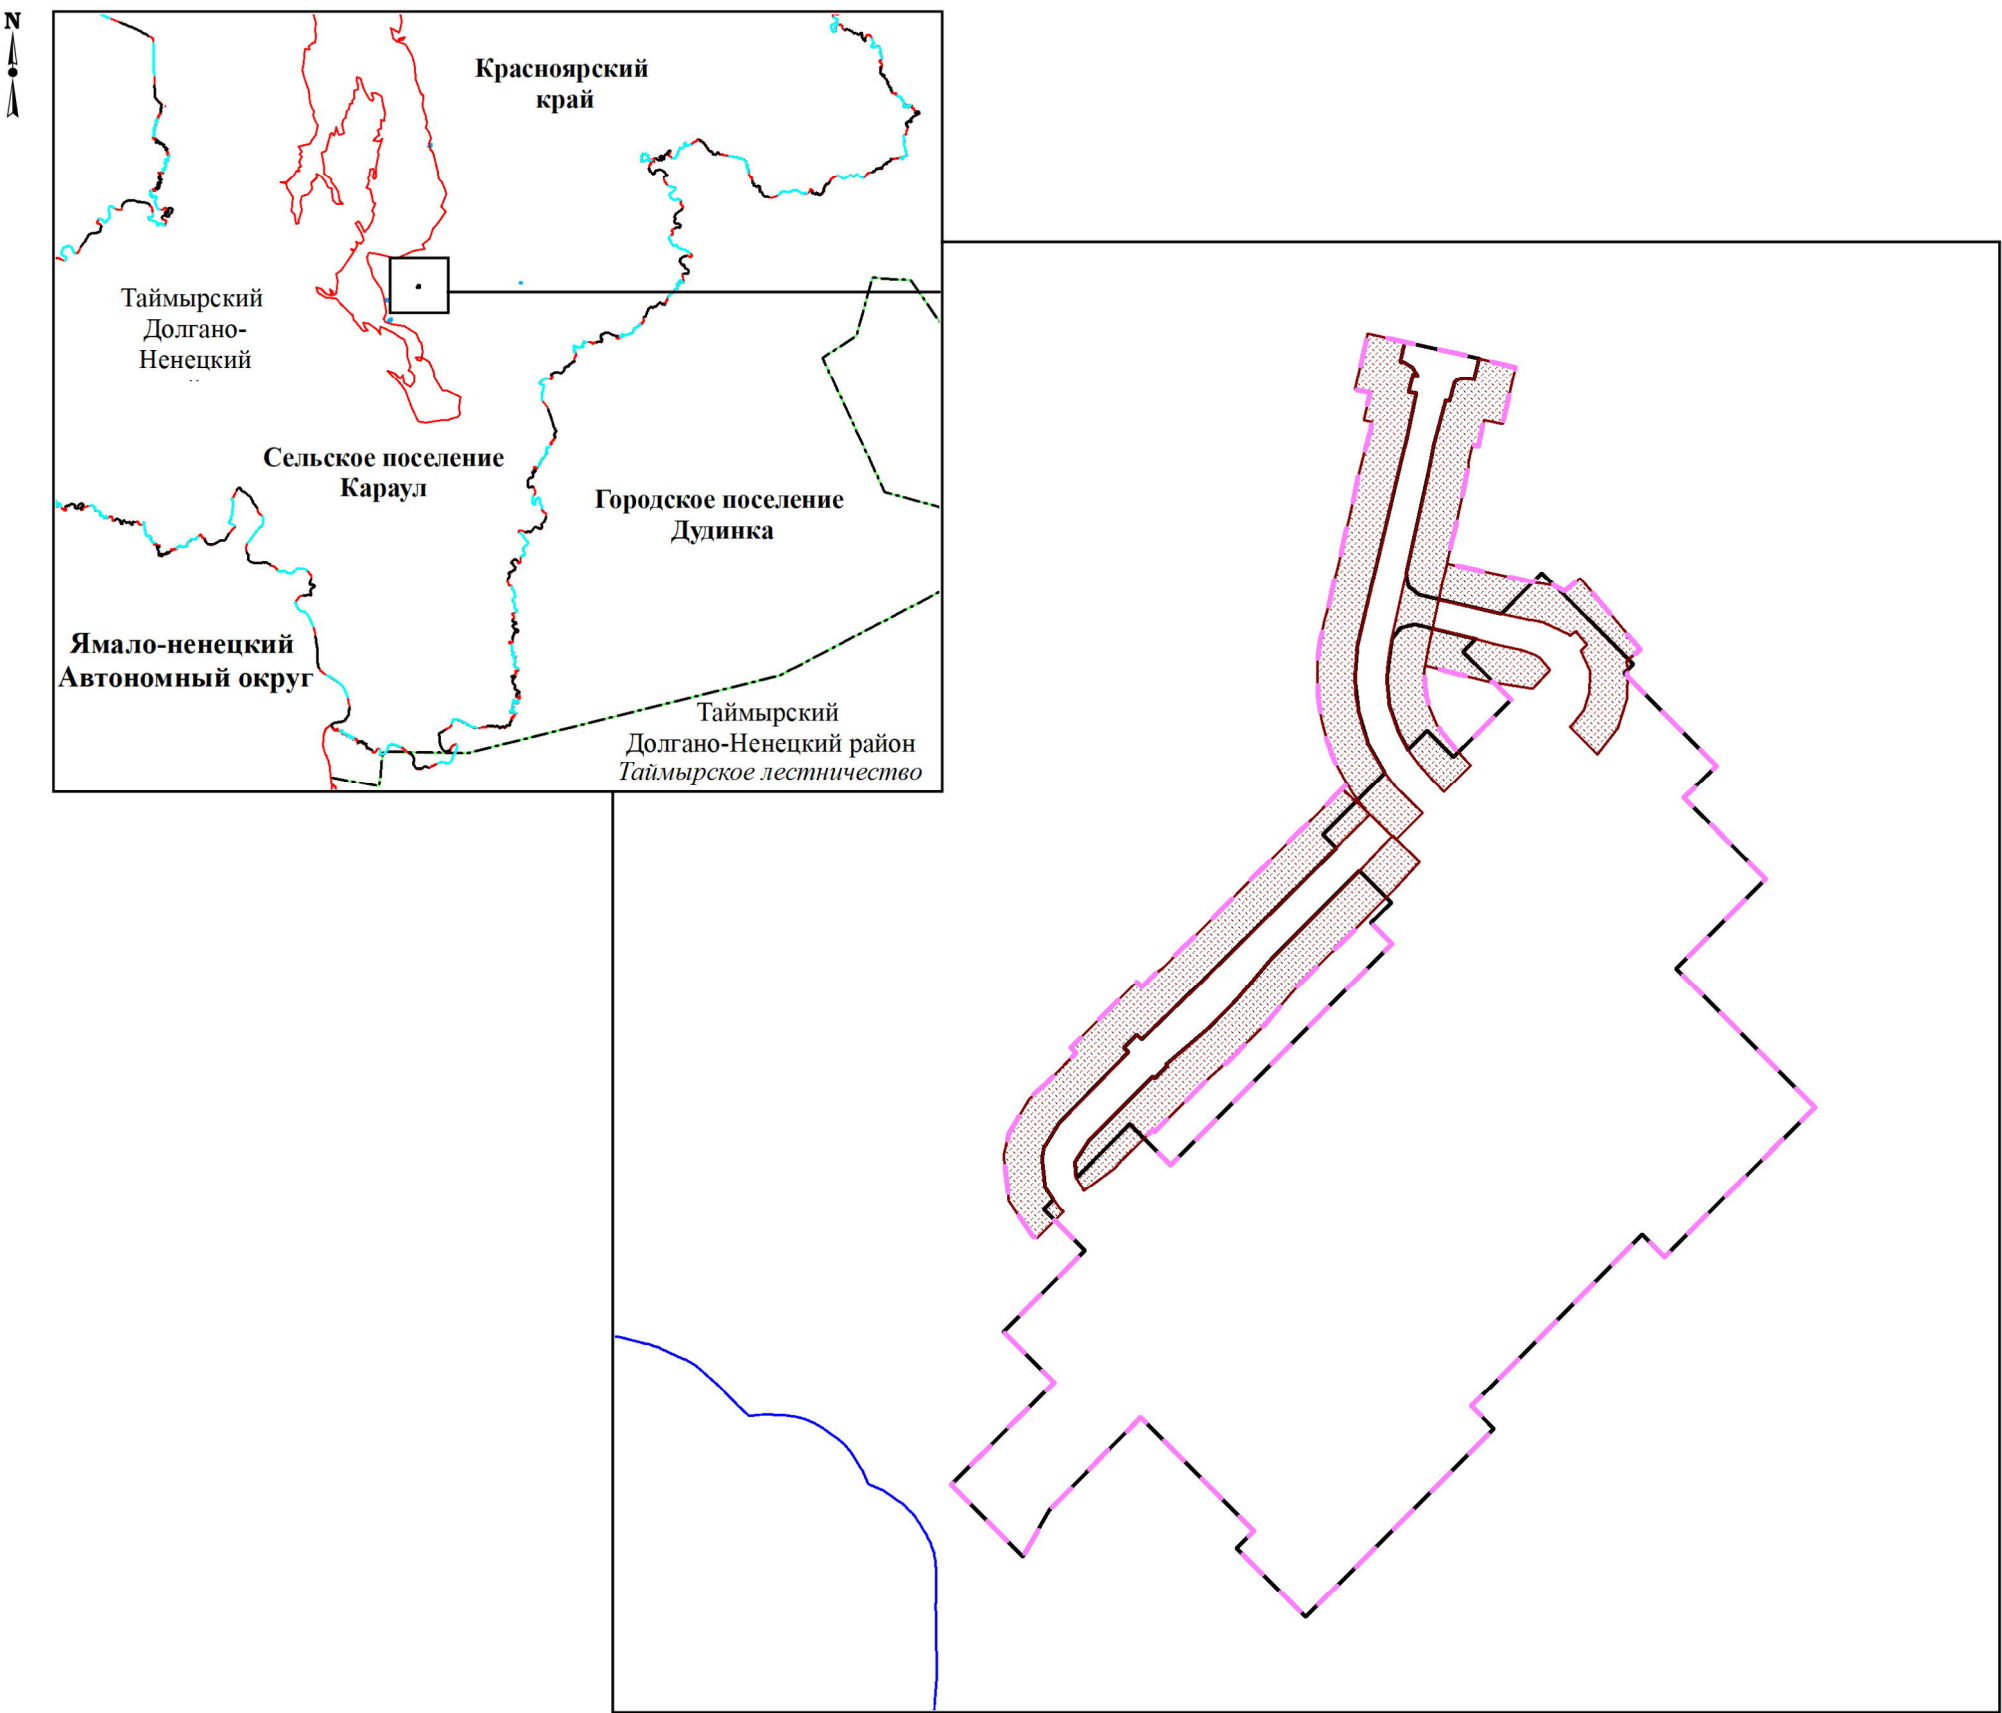 N
Красноярский
край
Таймырский
Долгано-
Ненецкий
Сельское поселение
Караул
Городское поселение
Дудинка
Ямало-ненецкий
Автономный округ
Таймырский
Долгано-Ненецкий район
Таймырское лестничество